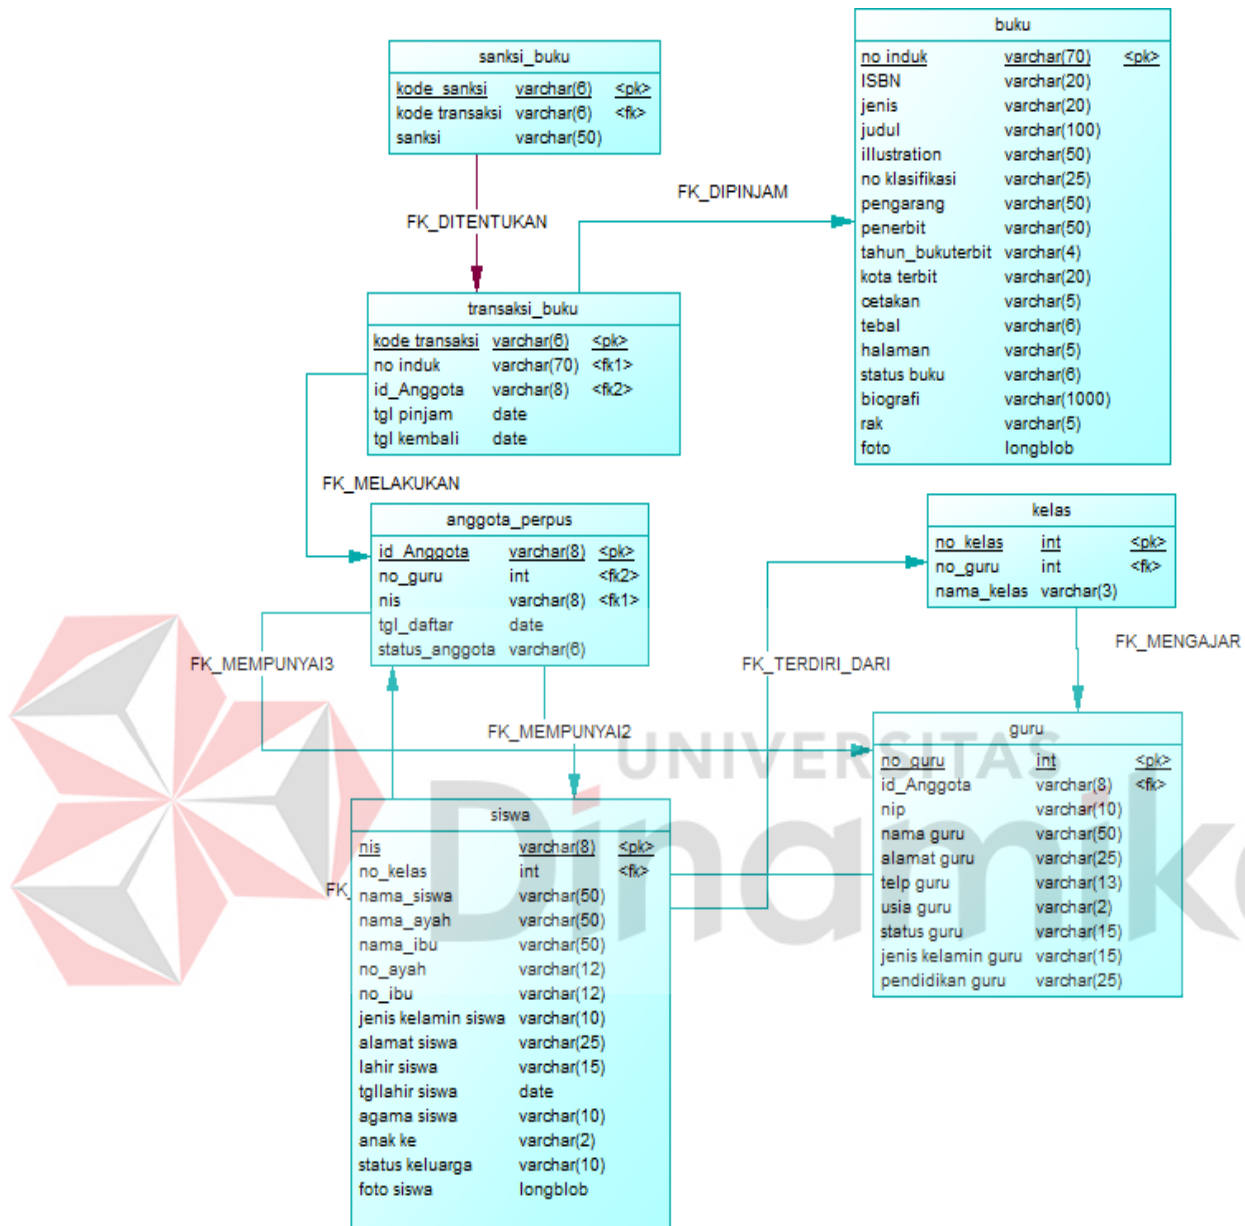 sanksi_buku
kode_sanksi varchar(6) <pk>
kode transaksi varchar(6) <fk>
sanksi varchar(50)
buku
no induk varchar(70) <pk>
ISBN varchar(20)
jenis varchar(20)
judul varchar(100)
illustration varchar(50)
no klasifikasi varchar(25)
pengarang varchar(50)
penerbit varchar(50)
tahun_bukuterbit varchar(4)
kota terbit varchar(20)
cetakan varchar(5)
tebal varchar(6)
halaman varchar(5)
status buku varchar(6)
biografi varchar(1000)
rak varchar(5)
foto longblob
FK_DIPINJAM
FK_DITENTUKAN
transaksi_buku
kode transaksi varchar(6) <pk>
no induk varchar(70) <fk1>
id_Anggota varchar(8) <fk2>
tgl pinjam date
tgl kembali date
FK_MELAKUKAN
anggota_perpus
id_Anggota varchar(8) <pk>
no_guru int <fk2>
nis varchar(8) <fk1>
tgl_daftar date
status_anggota varchar(6)
kelas
no_kelas int <pk>
no_guru int <fk>
nama_kelas varchar(3)
FK_MEMPUNYAI3
FK_TERDIRI_DARI
FK_MENGAJAR
FK_MEMPUNYAI2
UNIVERSITAS
Dinamika
guru
no_guru int <pk>
id_Anggota varchar(8) <fk>
nip varchar(10)
nama guru varchar(50)
alamat guru varchar(25)
telp guru varchar(13)
usia guru varchar(2)
status guru varchar(15)
jenis kelamin guru varchar(15)
pendidikan guru varchar(25)
siswa
nis varchar(8) <pk>
no_kelas int <fk>
FK_
nama_siswa varchar(50)
nama_ayah varchar(50)
nama_ibu varchar(50)
no_ayah varchar(12)
no_ibu varchar(12)
jenis kelamin siswa varchar(10)
alamat siswa varchar(25)
lahir siswa varchar(15)
tgllahir siswa date
agama siswa varchar(10)
anak ke varchar(2)
status keluarga varchar(10)
foto siswa longblob